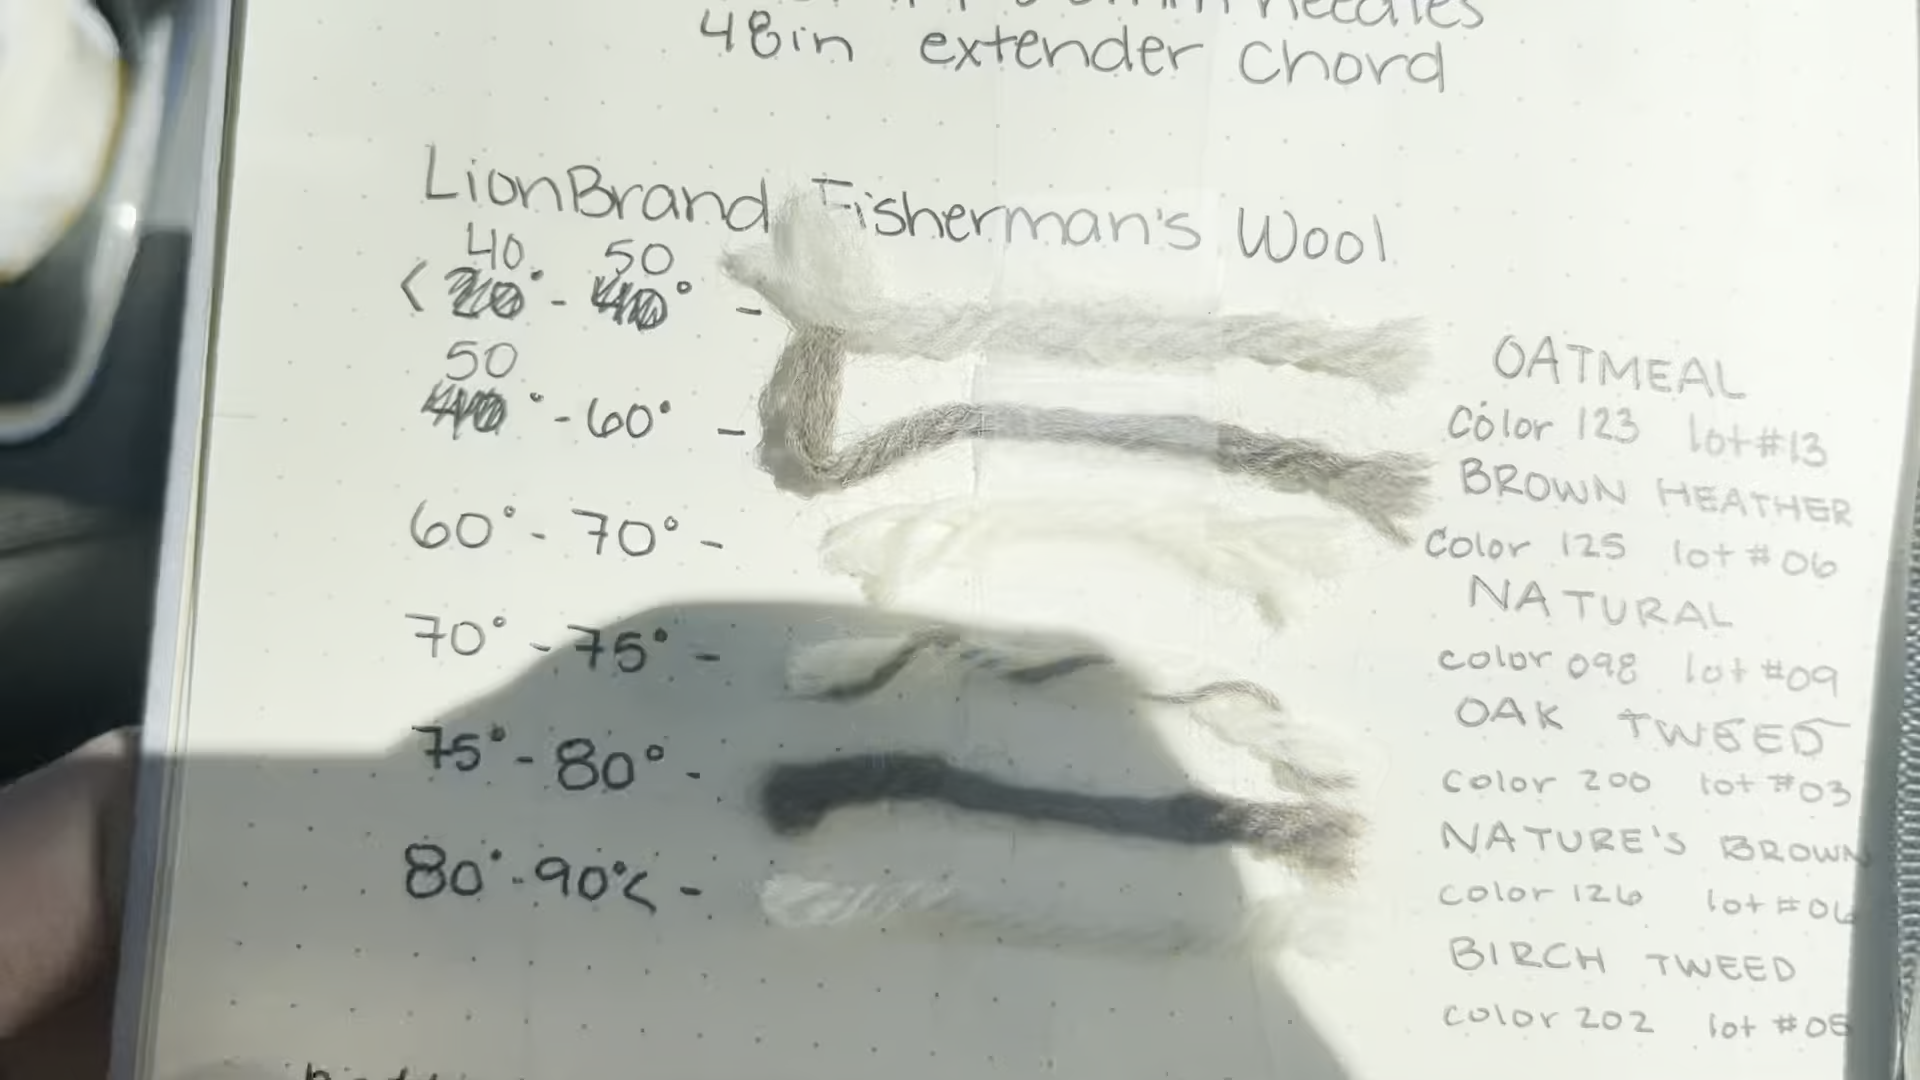 needles
48in extender chord
LionBrand Fisherman's Wool
40 50
< 20° - 40° -
50
40° - 60° -
60° - 70° -
70° - 75° -
75° - 80° -
80° - 90°< -
OATMEAL
Color 123 lot #13
BROWN HEATHER
Color 125 lot #06
NATURAL
color 098 lot #09
OAK TWEED
Color 200 lot #03
NATURE'S BROWN
Color 126 lot #06
BIRCH TWEED
Color 202 lot #05